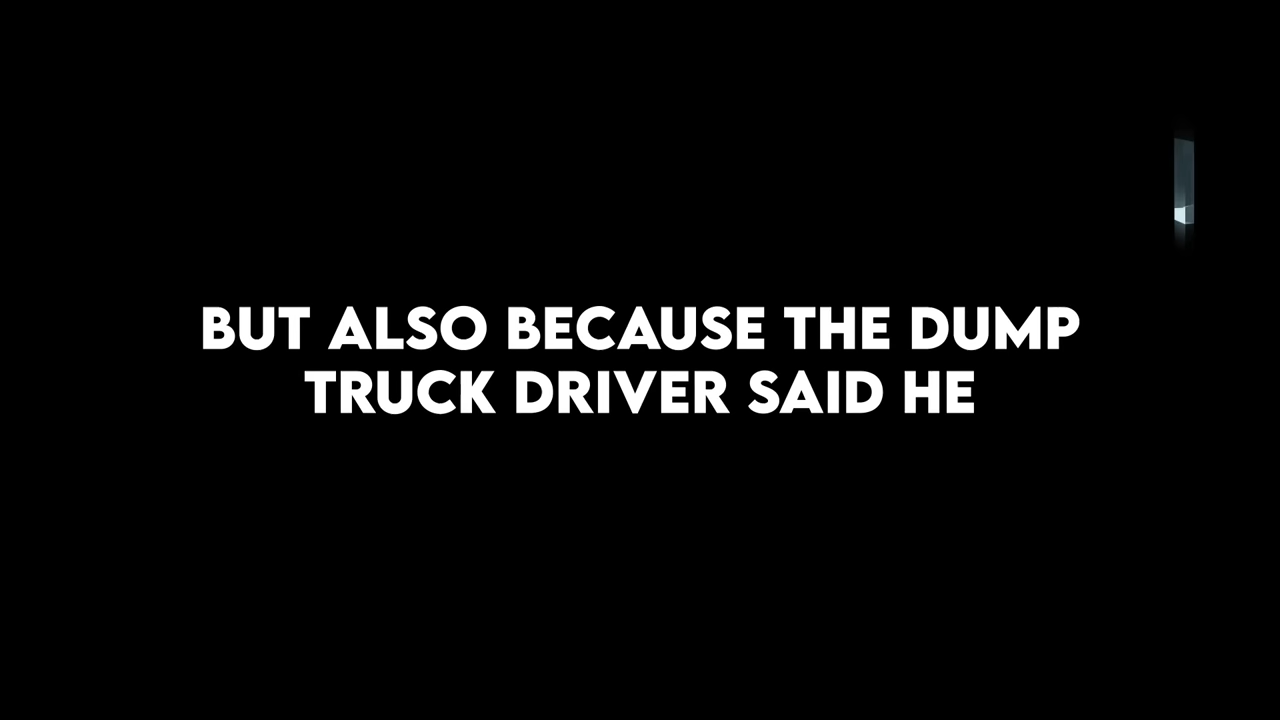 BUT ALSO BECAUSE THE DUMP
TRUCK DRIVER SAID HE